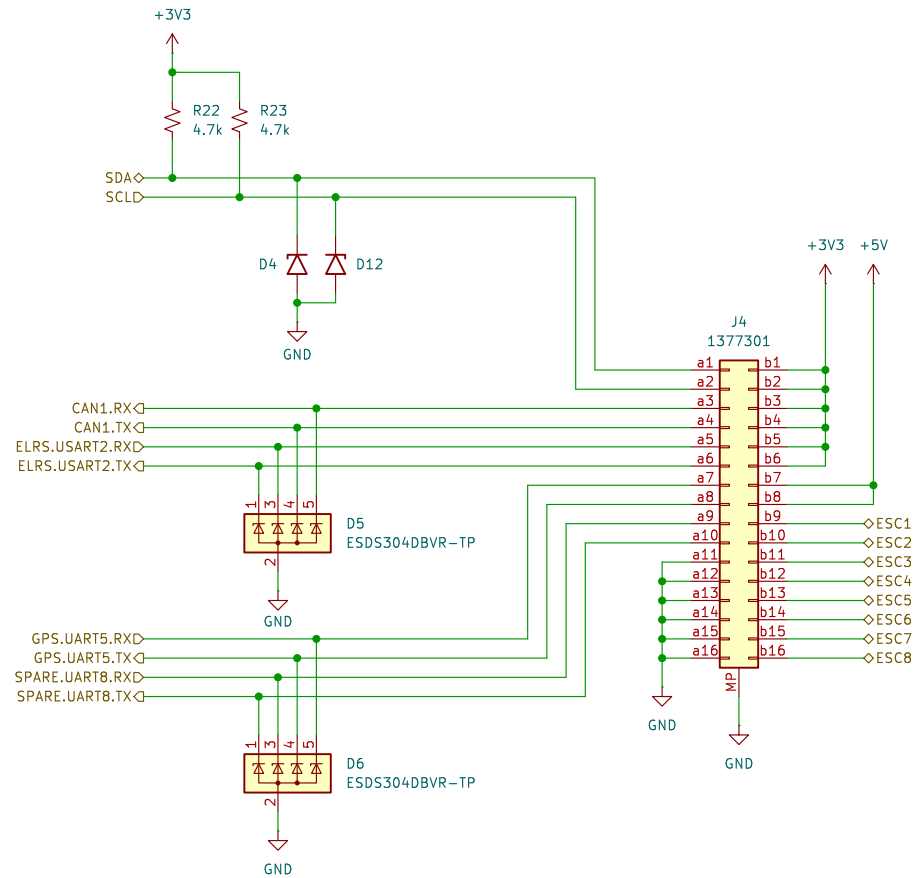 +3V3
R22
4.7k
R23
4.7k
SDA
SCL
D4
D12
GND
+3V3
+5V
J4
1377301
a1
a2
a3
a4
a5
a6
a7
a8
a9
a10
a11
a12
a13
a14
a15
a16
b1
b2
b3
b4
b5
b6
b7
b8
b9
b10
b11
b12
b13
b14
b15
b16
MP
GND
GND
ESC1
ESC2
ESC3
ESC4
ESC5
ESC6
ESC7
ESC8
CAN1.RX
CAN1.TX
ELRS.USART2.RX
ELRS.USART2.TX
1
3
4
5
2
D5
ESDS304DBVR-TP
GND
GPS.UART5.RX
GPS.UART5.TX
SPARE.UART8.RX
SPARE.UART8.TX
1
3
4
5
2
D6
ESDS304DBVR-TP
GND